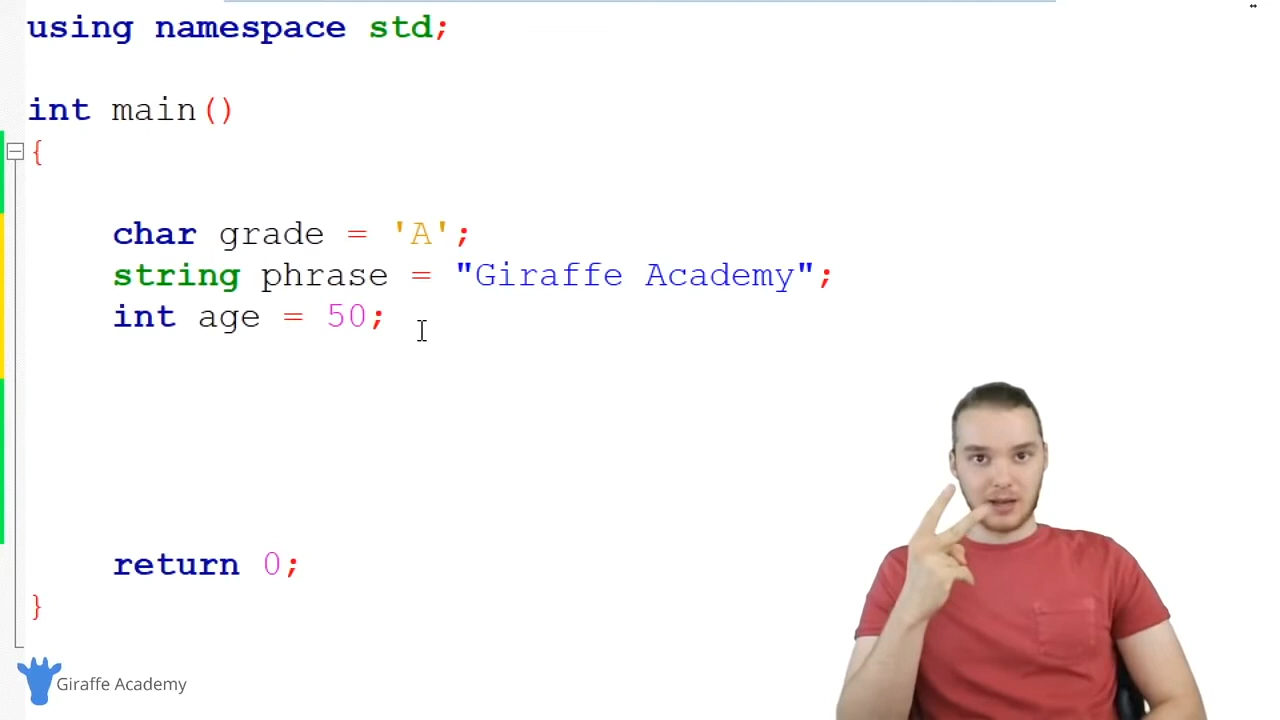 using namespace std;
int main()
{
char grade = 'A';
string phrase = "Giraffe Academy";
int age = 50;
return 0;
}
Giraffe Academy